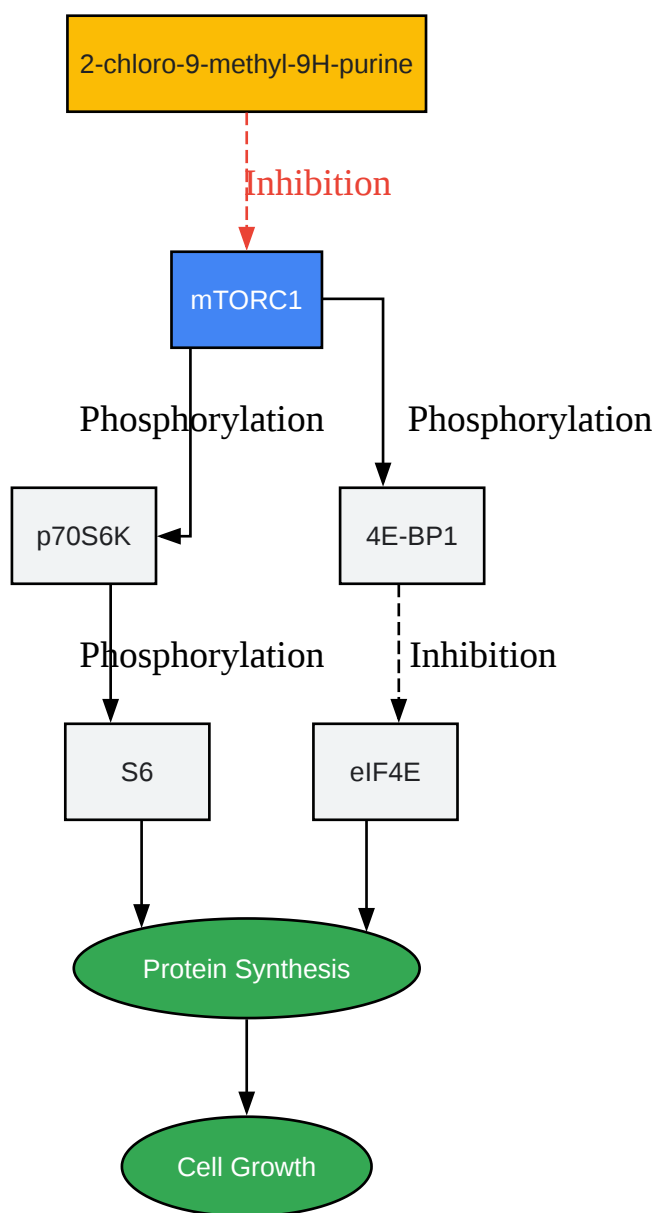 2-chloro-9-methyl-9H-purine
Inhibition
mTORC1
Phosphorylation
Phosphorylation
p70S6K
4E-BP1
Phosphorylation
Inhibition
S6
eIF4E
Protein Synthesis
Cell Growth